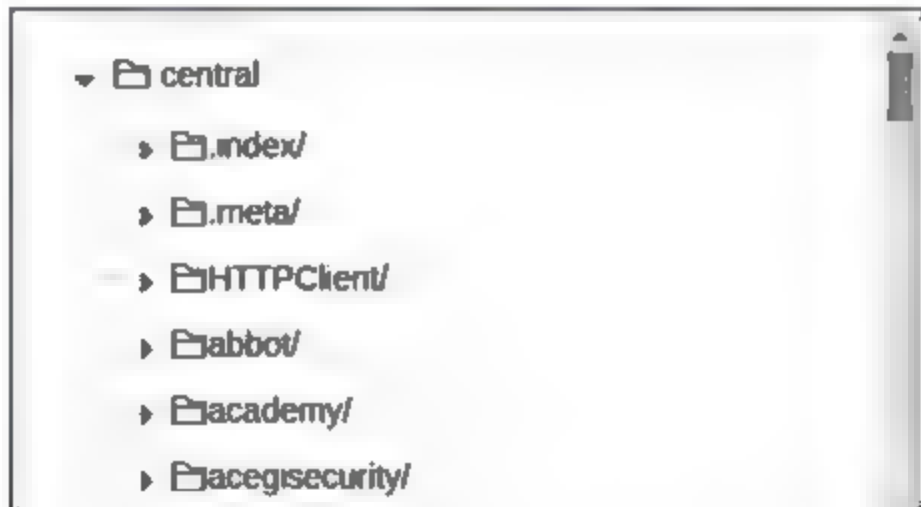 central
.index/
.meta/
HTTPClient/
abbot/
academy/
acegisecurity/